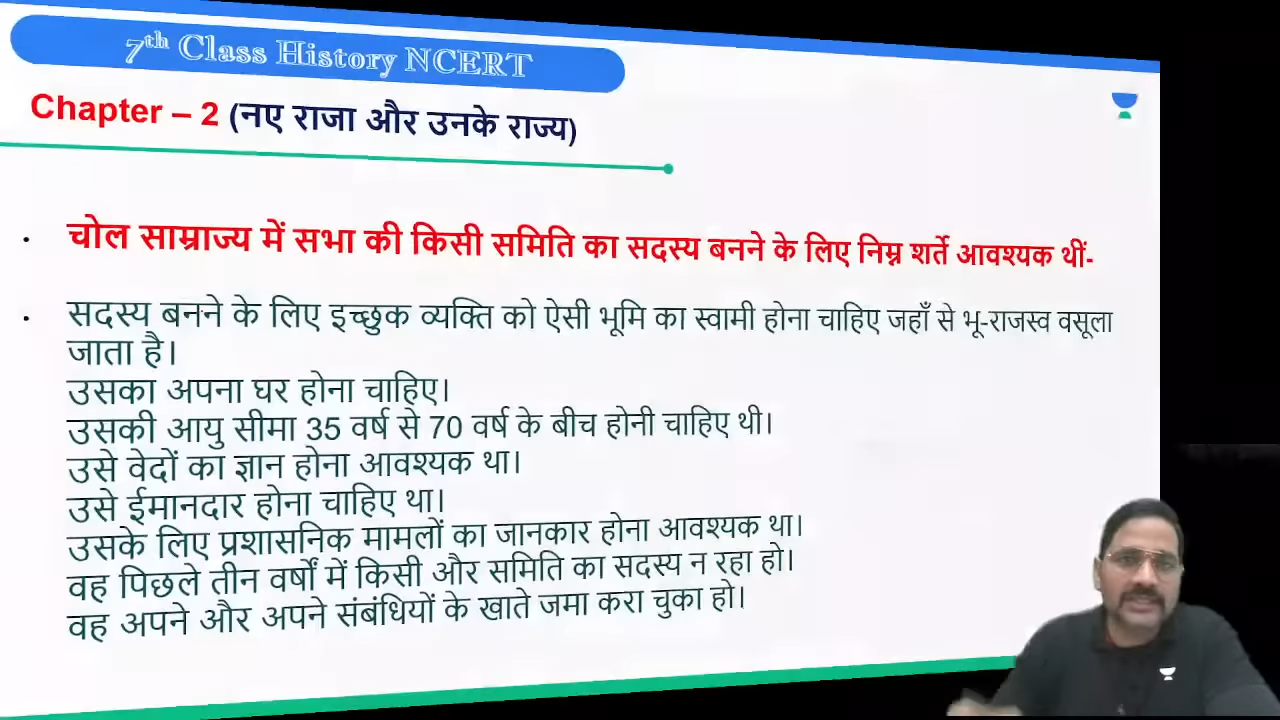 7th Class History NCERT
Chapter – 2 (नए राजा और उनके राज्य)
• चोल साम्राज्य में सभा की किसी समिति का सदस्य बनने के लिए निम्न शर्ते आवश्यक थीं-
• सदस्य बनने के लिए इच्छुक व्यक्ति को ऐसी भूमि का स्वामी होना चाहिए जहाँ से भू-राजस्व वसूला
जाता है।
उसका अपना घर होना चाहिए।
उसकी आयु सीमा 35 वर्ष से 70 वर्ष के बीच होनी चाहिए थी।
उसे वेदों का ज्ञान होना आवश्यक था।
उसे ईमानदार होना चाहिए था।
उसके लिए प्रशासनिक मामलों का जानकार होना आवश्यक था।
वह पिछले तीन वर्षों में किसी और समिति का सदस्य न रहा हो।
वह अपने और अपने संबंधियों के खाते जमा करा चुका हो।